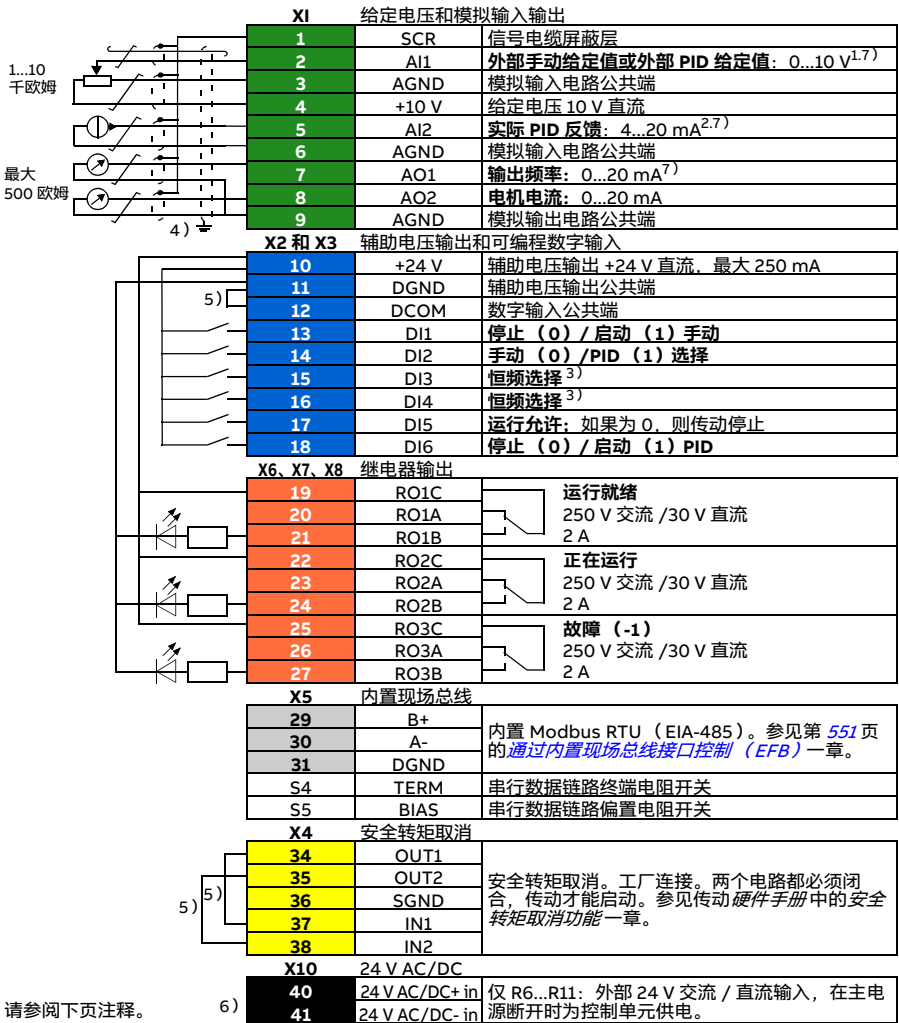 XI 给定电压和模拟输入输出
1 SCR 信号电缆屏蔽层
2 AI1 外部手动给定值或外部 PID 给定值：0...10 V1.7）
3 AGND 模拟输入电路公共端
4 +10 V 给定电压 10 V 直流
5 AI2 实际 PID 反馈：4...20 mA2.7）
6 AGND 模拟输入电路公共端
7 AO1 输出频率：0...20 mA7）
8 AO2 电机电流：0...20 mA
9 AGND 模拟输出电路公共端
1...10
千欧姆
最大
500 欧姆
4）
X2 和 X3 辅助电压输出和可编程数字输入
10 +24 V 辅助电压输出 +24 V 直流，最大 250 mA
11 DGND 辅助电压输出公共端
5）
12 DCOM 数字输入公共端
13 DI1 停止（0）/ 启动（1）手动
14 DI2 手动（0）/PID（1）选择
15 DI3 恒频选择 3）
16 DI4 恒频选择 3）
17 DI5 运行允许：如果为 0，则传动停止
18 DI6 停止（0）/ 启动（1）PID
X6、X7、X8 继电器输出
19 RO1C 运行就绪
20 RO1A 250 V 交流 /30 V 直流
21 RO1B 2 A
22 RO2C 正在运行
23 RO2A 250 V 交流 /30 V 直流
24 RO2B 2 A
25 RO3C 故障（-1）
26 RO3A 250 V 交流 /30 V 直流
27 RO3B 2 A
X5 内置现场总线
29 B+
30 A-
31 DGND
内置 Modbus RTU（EIA-485）。参见第 551 页
的通过内置现场总线接口控制（EFB）一章。
S4 TERM 串行数据链路终端电阻开关
S5 BIAS 串行数据链路偏置电阻开关
X4 安全转矩取消
34 OUT1
35 OUT2
36 SGND
37 IN1
38 IN2
安全转矩取消。工厂连接。两个电路都必须闭
合，传动才能启动。参见传动硬件手册中的安全
转矩取消功能一章。
5）
5）
X10 24 V AC/DC
40 24 V AC/DC+ in
41 24 V AC/DC- in
仅 R6...R11：外部 24 V 交流 / 直流输入，在主电
源断开时为控制单元供电。
请参阅下页注释。 6）